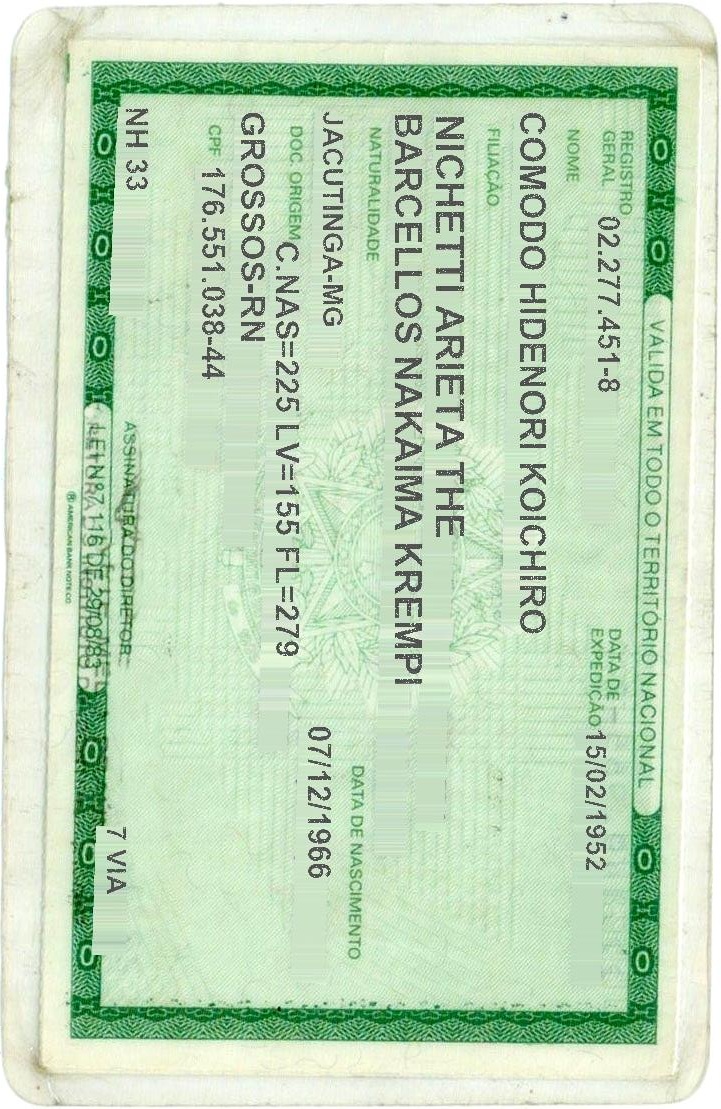 VALIDA EM TODO O TERRITÓRIO NACIONAL
REGISTRO GERAL 02.277.451-8 DATA DE EXPEDIÇÃO 15/02/1952
NOME
COMODO HIDENORI KOICHIRO
FILIAÇÃO
NICHETTI ARIETA THE
BARCELLOS NAKAIMA KREMPI
NATURALIDADE DATA DE NASCIMENTO
JACUTINGA-MG 07/12/1966
DOC. ORIGEM C.NAS=225 LV=155 FL=279
GROSSOS-RN
CPF 176.551.038-44
NH 33 7 VIA
ASSINATURA DO DIRETOR
LEI Nº 7.116 DE 29/08/83
AMERICAN BANK NOTE CO